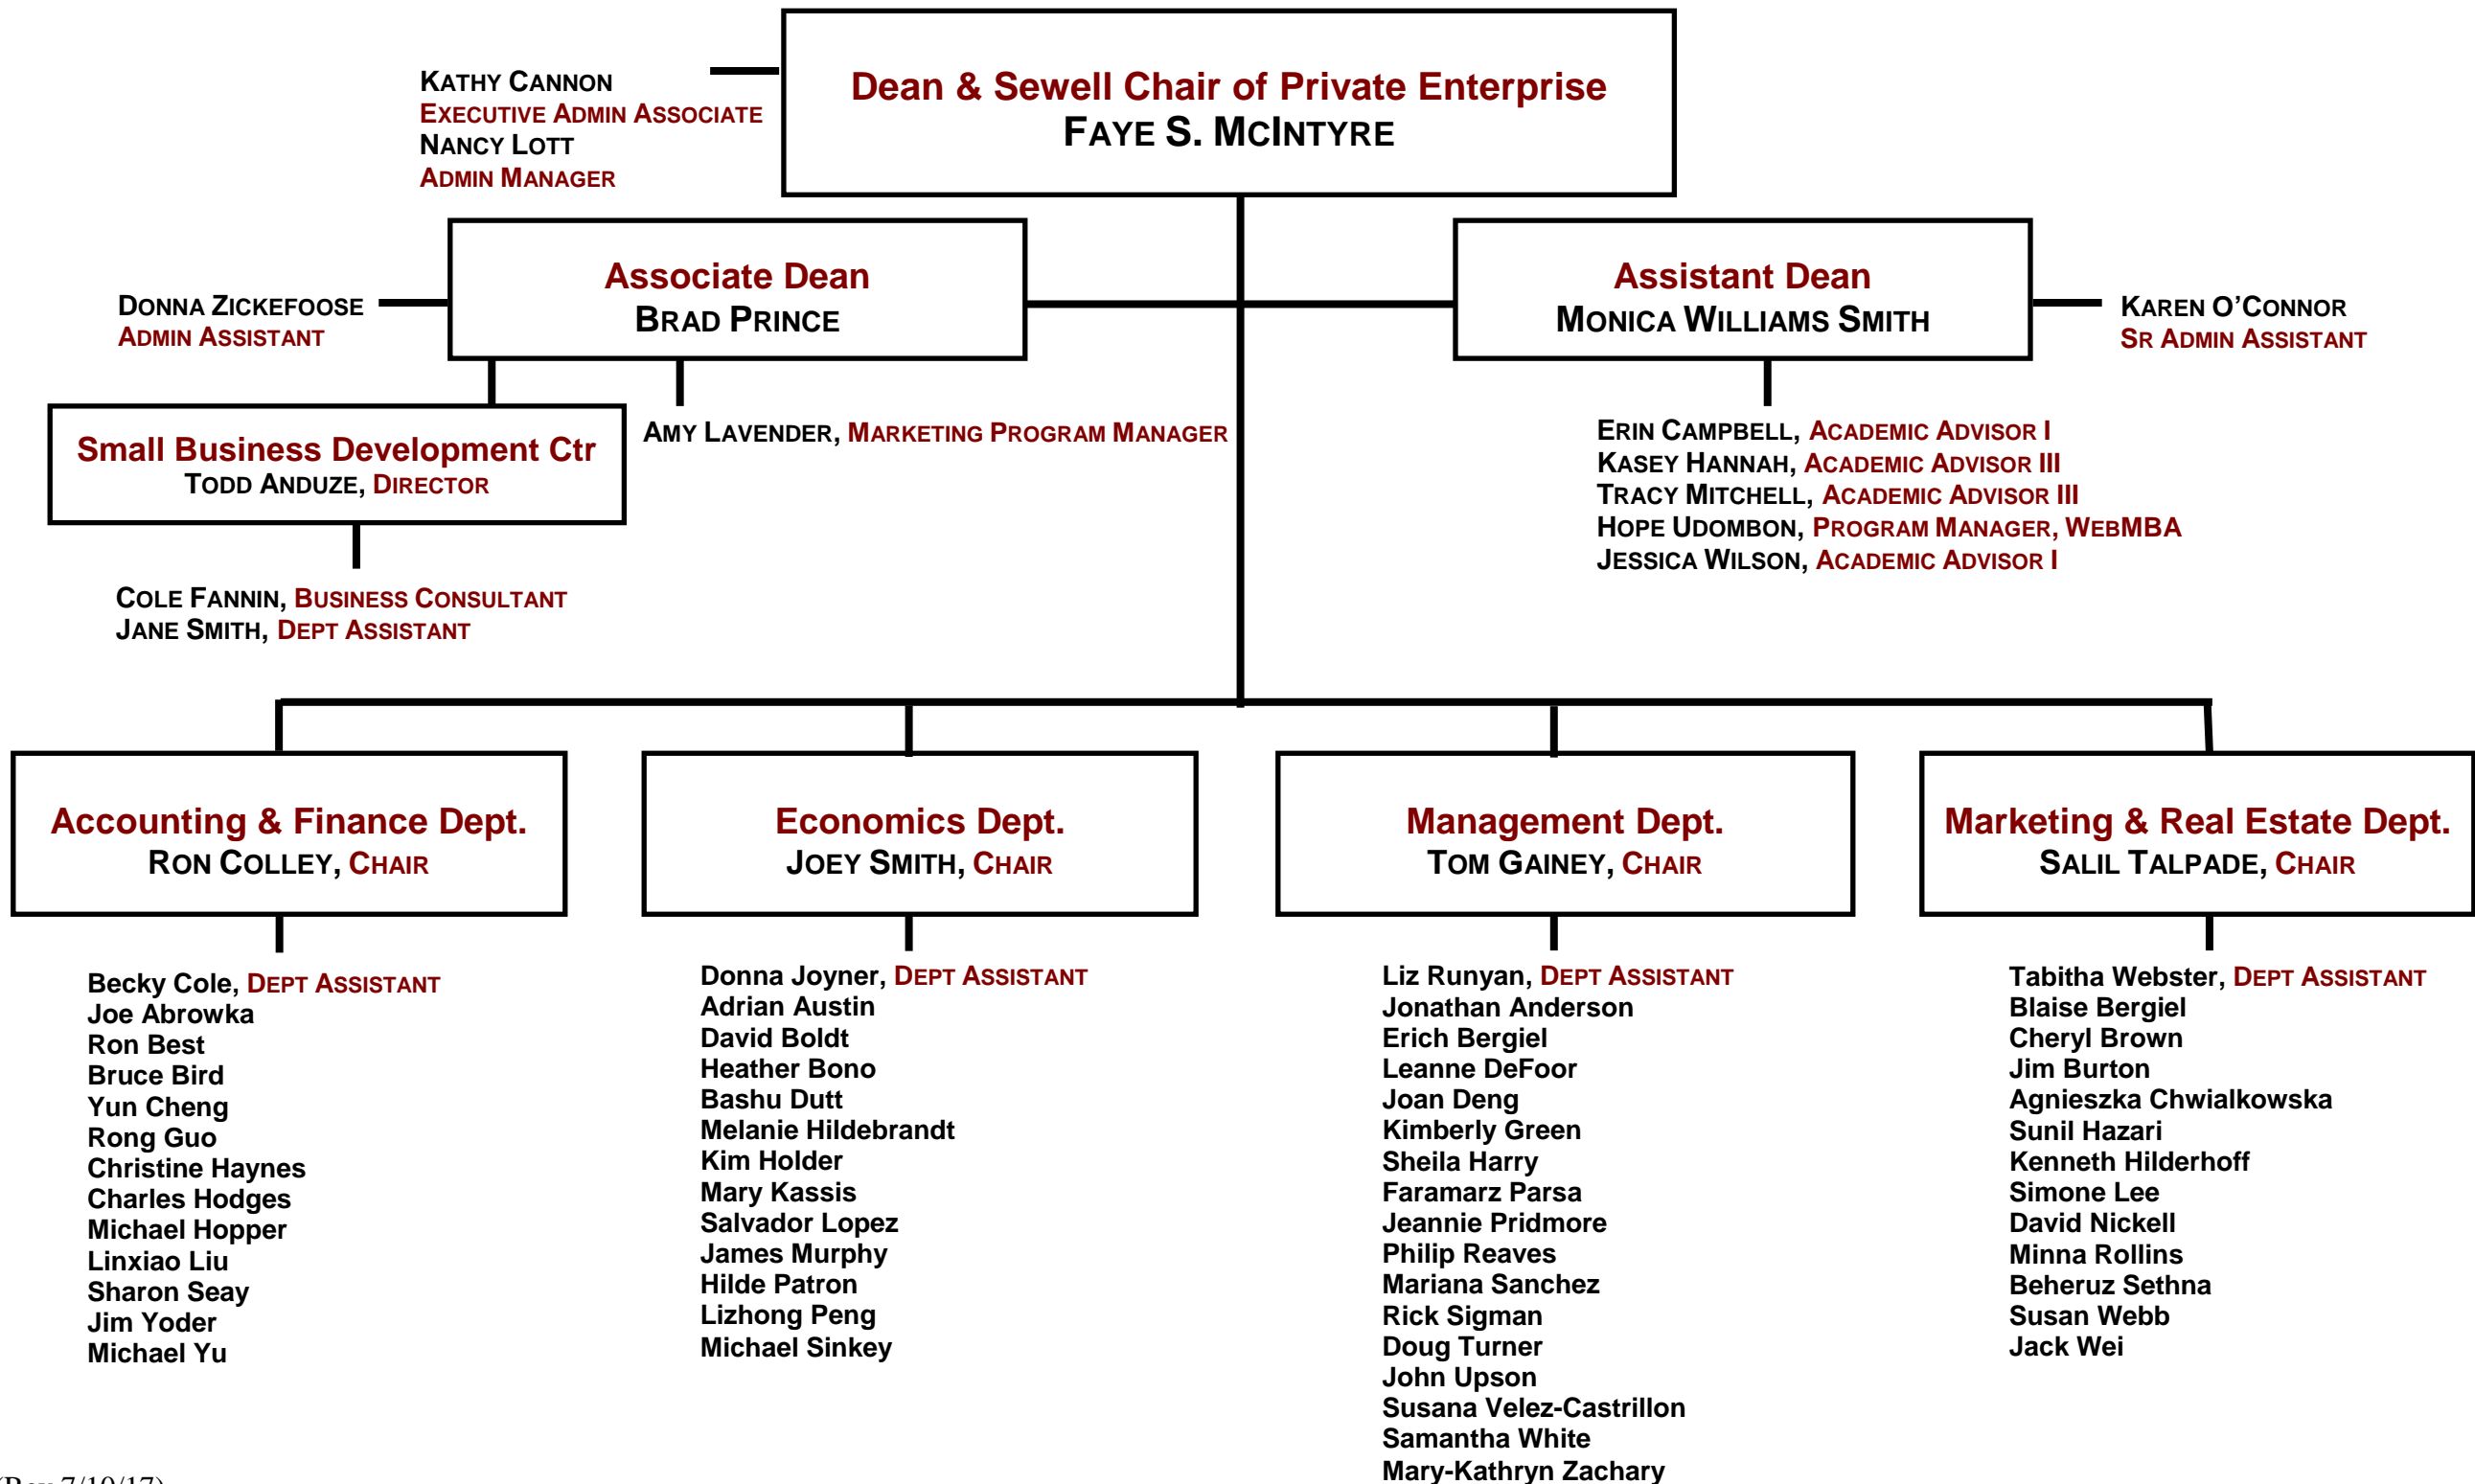 Dean & Sewell Chair of Private Enterprise
FAYE S. MCINTYRE
KATHY CANNON
EXECUTIVE ADMIN ASSOCIATE
NANCY LOTT
ADMIN MANAGER
Associate Dean
BRAD PRINCE
Assistant Dean
MONICA WILLIAMS SMITH
DONNA ZICKEFOOSE
ADMIN ASSISTANT
KAREN O’CONNOR
SR ADMIN ASSISTANT
Small Business Development Ctr
TODD ANDUZE, DIRECTOR
AMY LAVENDER, MARKETING PROGRAM MANAGER
ERIN CAMPBELL, ACADEMIC ADVISOR I
KASEY HANNAH, ACADEMIC ADVISOR III
TRACY MITCHELL, ACADEMIC ADVISOR III
HOPE UDOMBON, PROGRAM MANAGER, WEBMBA
JESSICA WILSON, ACADEMIC ADVISOR I
COLE FANNIN, BUSINESS CONSULTANT
JANE SMITH, DEPT ASSISTANT
Accounting & Finance Dept.
RON COLLEY, CHAIR
Economics Dept.
JOEY SMITH, CHAIR
Management Dept.
TOM GAINEY, CHAIR
Marketing & Real Estate Dept.
SALIL TALPADE, CHAIR
Becky Cole, DEPT ASSISTANT
Joe Abrowka
Ron Best
Bruce Bird
Yun Cheng
Rong Guo
Christine Haynes
Charles Hodges
Michael Hopper
Linxiao Liu
Sharon Seay
Jim Yoder
Michael Yu
Donna Joyner, DEPT ASSISTANT
Adrian Austin
David Boldt
Heather Bono
Bashu Dutt
Melanie Hildebrandt
Kim Holder
Mary Kassis
Salvador Lopez
James Murphy
Hilde Patron
Lizhong Peng
Michael Sinkey
Liz Runyan, DEPT ASSISTANT
Jonathan Anderson
Erich Bergiel
Leanne DeFoor
Joan Deng
Kimberly Green
Sheila Harry
Faramarz Parsa
Jeannie Pridmore
Philip Reaves
Mariana Sanchez
Rick Sigman
Doug Turner
John Upson
Susana Velez-Castrillon
Samantha White
Mary-Kathryn Zachary
Tabitha Webster, DEPT ASSISTANT
Blaise Bergiel
Cheryl Brown
Jim Burton
Agnieszka Chwialkowska
Sunil Hazari
Kenneth Hilderhoff
Simone Lee
David Nickell
Minna Rollins
Beheruz Sethna
Susan Webb
Jack Wei
(Rev 7/10/17)